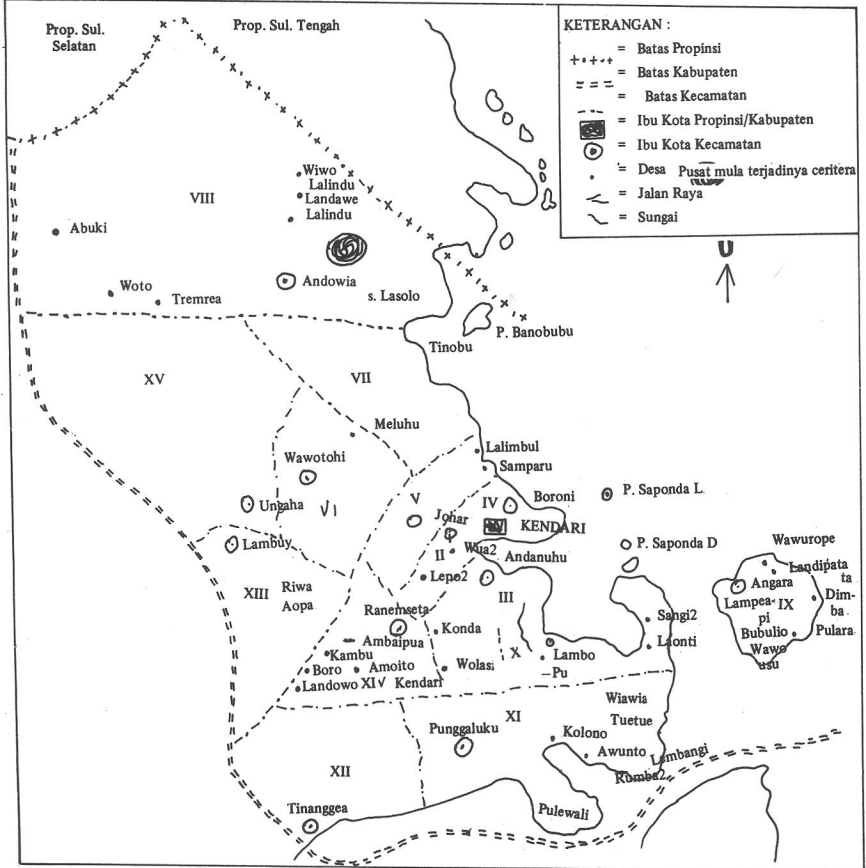 Prop. Sul.
Selatan
Prop. Sul. Tengah
KETERANGAN :
= Batas Propinsi
= Batas Kabupaten
= Batas Kecamatan
= Ibu Kota Propinsi/Kabupaten
= Ibu Kota Kecamatan
= Desa Pusat mula terjadinya ceritera
= Jalan Raya
= Sungai
U
Wiwo
Lalindu
Landawe
Lalindu
VIII
Abuki
Andowia
Woto
Tremrea
s. Lasolo
P. Banobubu
Tinobu
XV
VII
Meluhu
Wawotohi
Lalimbul
Samparu
Ungaha
VI
V
IV
Boroni
P. Saponda L
Johar
KENDARI
Lambuy
II
Wua2
Andanuhu
P. Saponda D
Wawurope
Landipata
ta
Angara
Lepo2
XIII
Riwa
Aopa
III
Lampea-
pi
IX
Dim-
ba
Ranemseta
Sangi2
Bubulio
Pulara
Konda
Ambaipua
Laonti
Wawo
usu
Kambu
X
Lambo
–Pu
Boro
Amoito
Wolasi
Landowo
XIV
Kendari
Wiawia
XI
Tuetue
Punggaluku
Kolono
Awunto
Lambangi
Rumba2
XII
Tinanggea
Pulewali